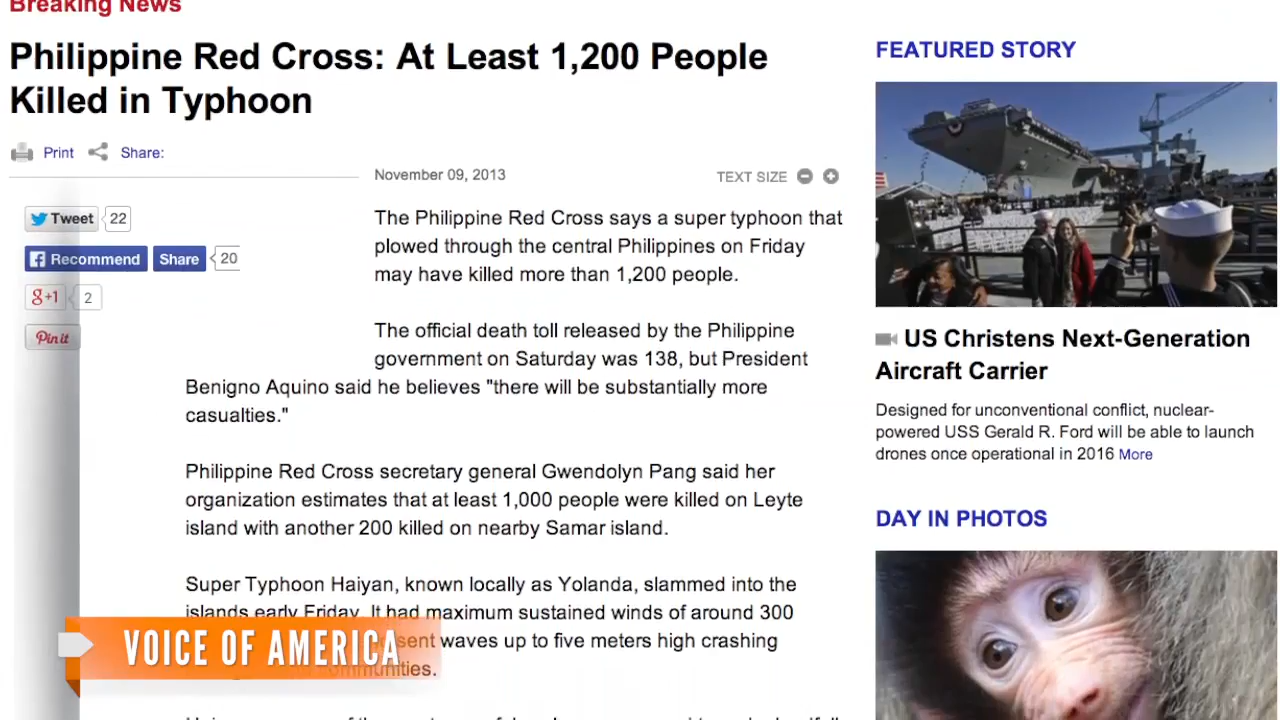 Breaking News
Philippine Red Cross: At Least 1,200 People
Killed in Typhoon
Print Share:
November 09, 2013
TEXT SIZE
Tweet 22
Recommend Share 20
g+1 2
Pin it
The Philippine Red Cross says a super typhoon that
plowed through the central Philippines on Friday
may have killed more than 1,200 people.
The official death toll released by the Philippine
government on Saturday was 138, but President
Benigno Aquino said he believes "there will be substantially more
casualties."
Philippine Red Cross secretary general Gwendolyn Pang said her
organization estimates that at least 1,000 people were killed on Leyte
island with another 200 killed on nearby Samar island.
Super Typhoon Haiyan, known locally as Yolanda, slammed into the
islands early Friday. It had maximum sustained winds of around 300
sent waves up to five meters high crashing
communities.
VOICE OF AMERICA
FEATURED STORY
US Christens Next-Generation
Aircraft Carrier
Designed for unconventional conflict, nuclear-
powered USS Gerald R. Ford will be able to launch
drones once operational in 2016 More
DAY IN PHOTOS